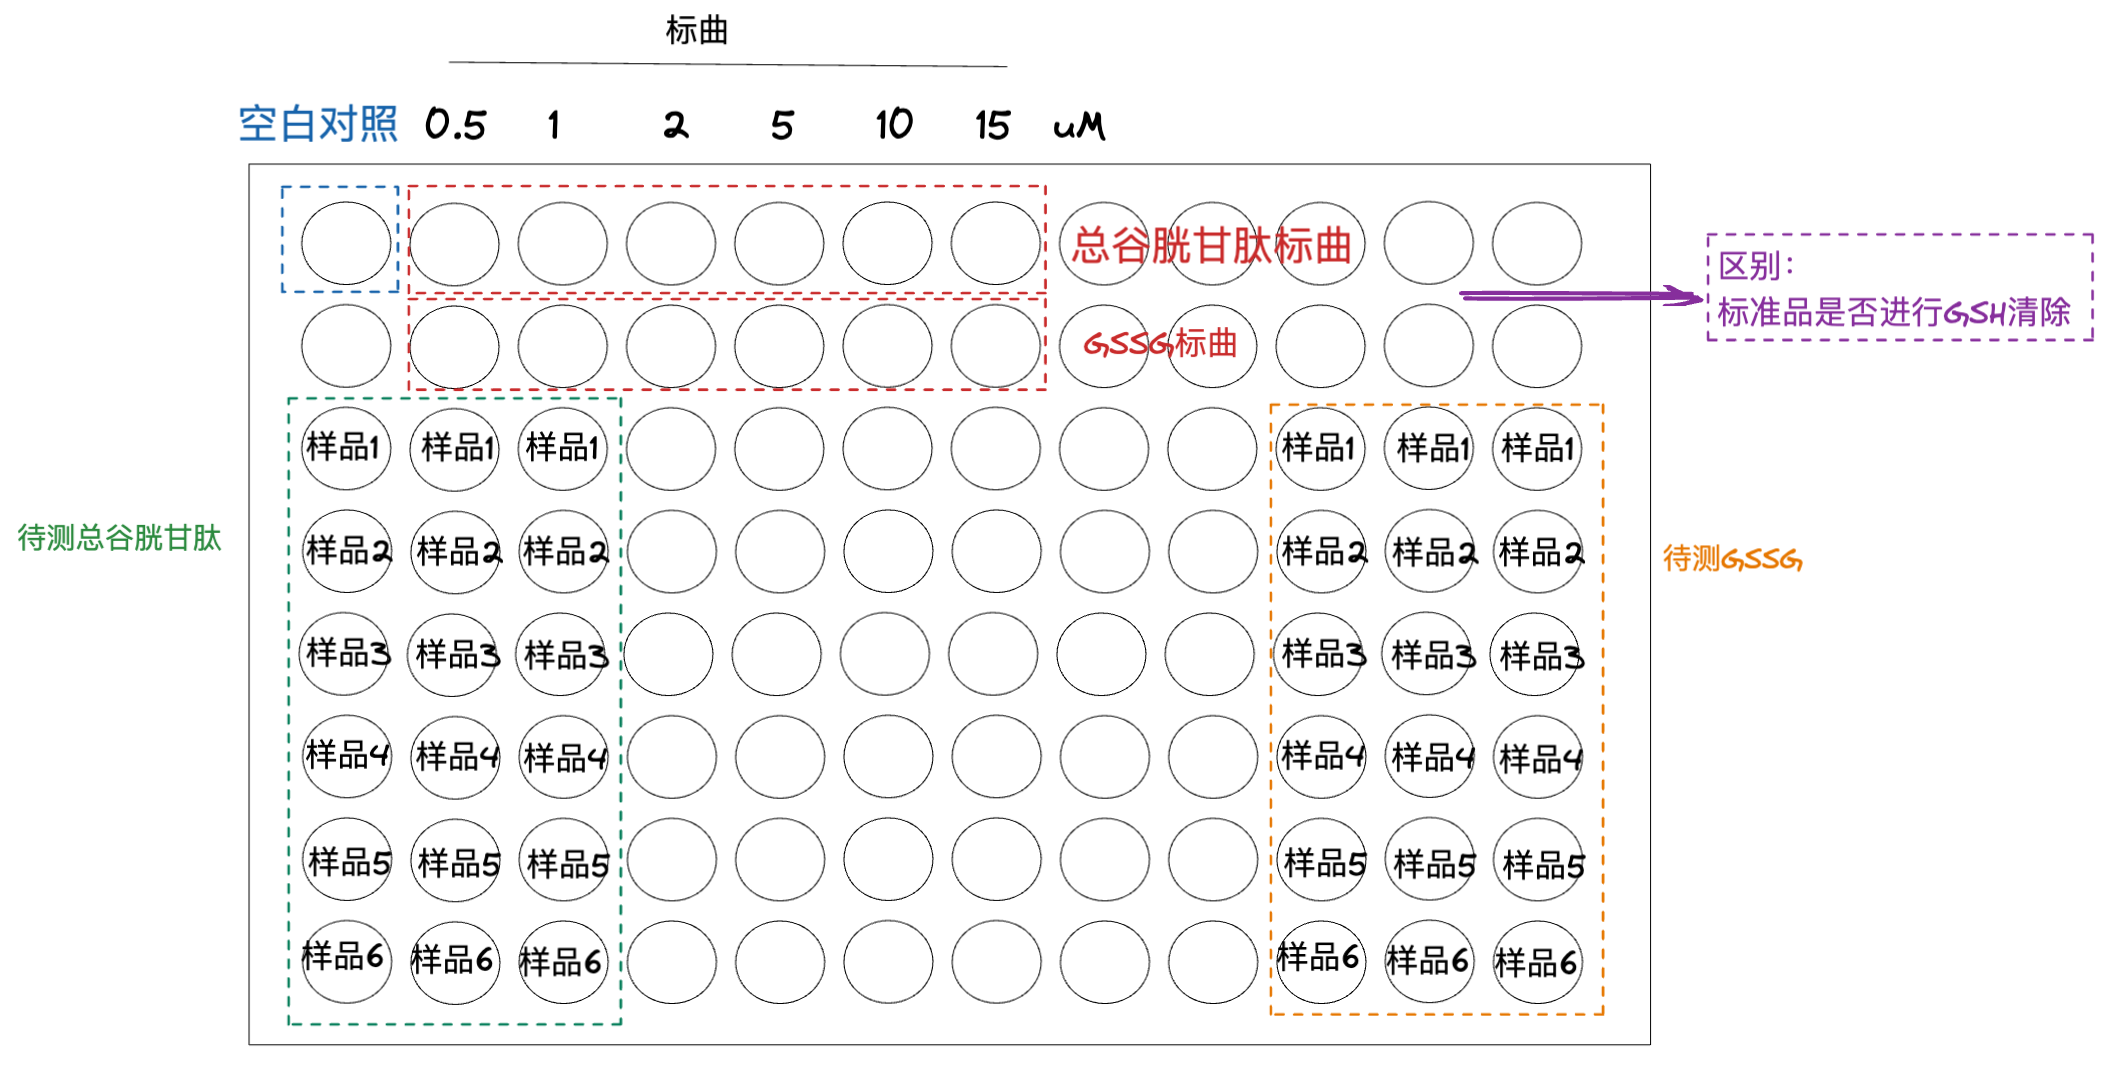 标曲
空白对照 0.5 1 2 5 10 15 uM
总谷胱甘肽标曲
区别：
标准品是否进行GSH清除
GSSG标曲
样品1 样品1 样品1 样品1 样品1 样品1
待测总谷胱甘肽
样品2 样品2 样品2 样品2 样品2 样品2
待测GSSG
样品3 样品3 样品3 样品3 样品3 样品3
样品4 样品4 样品4 样品4 样品4 样品4
样品5 样品5 样品5 样品5 样品5 样品5
样品6 样品6 样品6 样品6 样品6 样品6